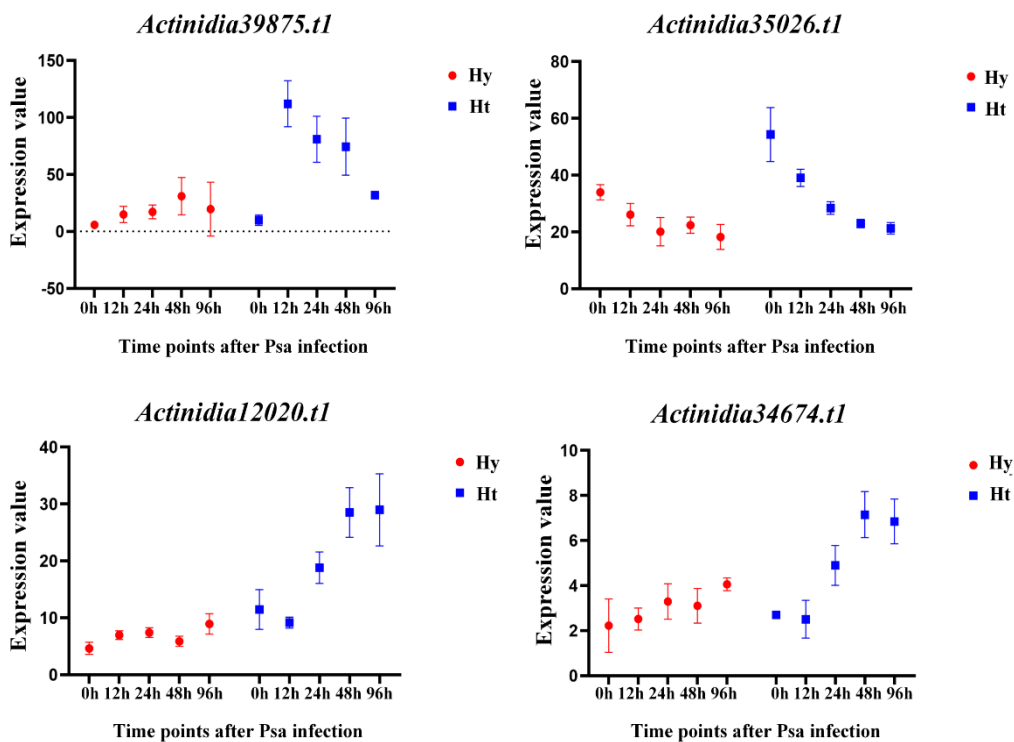 Actinidia39875.t1
Expression value
150
100
50
0
-50
Hy
Ht
0h 12h 24h 48h 96h 0h 12h 24h 48h 96h
Time points after Psa infection
Actinidia35026.t1
Expression value
80
60
40
20
0
Hy
Ht
0h 12h 24h 48h 96h 0h 12h 24h 48h 96h
Time points after Psa infection
Actinidia12020.t1
Expression value
40
30
20
10
0
Hy
Ht
0h 12h 24h 48h 96h 0h 12h 24h 48h 96h
Time points after Psa infection
Actinidia34674.t1
Expression value
10
8
6
4
2
0
Hy
Ht
0h 12h 24h 48h 96h 0h 12h 24h 48h 96h
Time points after Psa infection